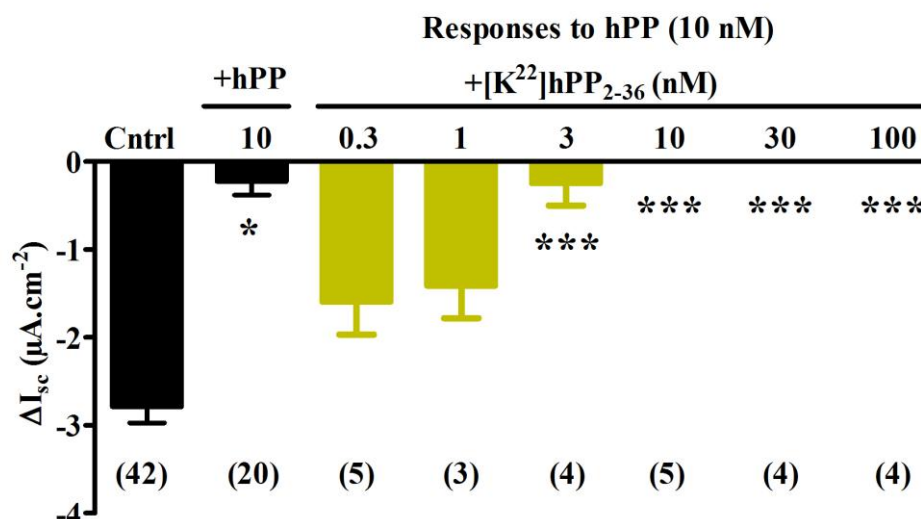 Responses to hPP (10 nM)
+hPP +[K²²]hPP₂₋₃₆ (nM)
Cntrl 10 0.3 1 3 10 30 100
0
-1
-2
-3
-4
ΔIsc (µA.cm⁻²)
* *** *** *** ***
(42) (20) (5) (3) (4) (5) (4) (4)